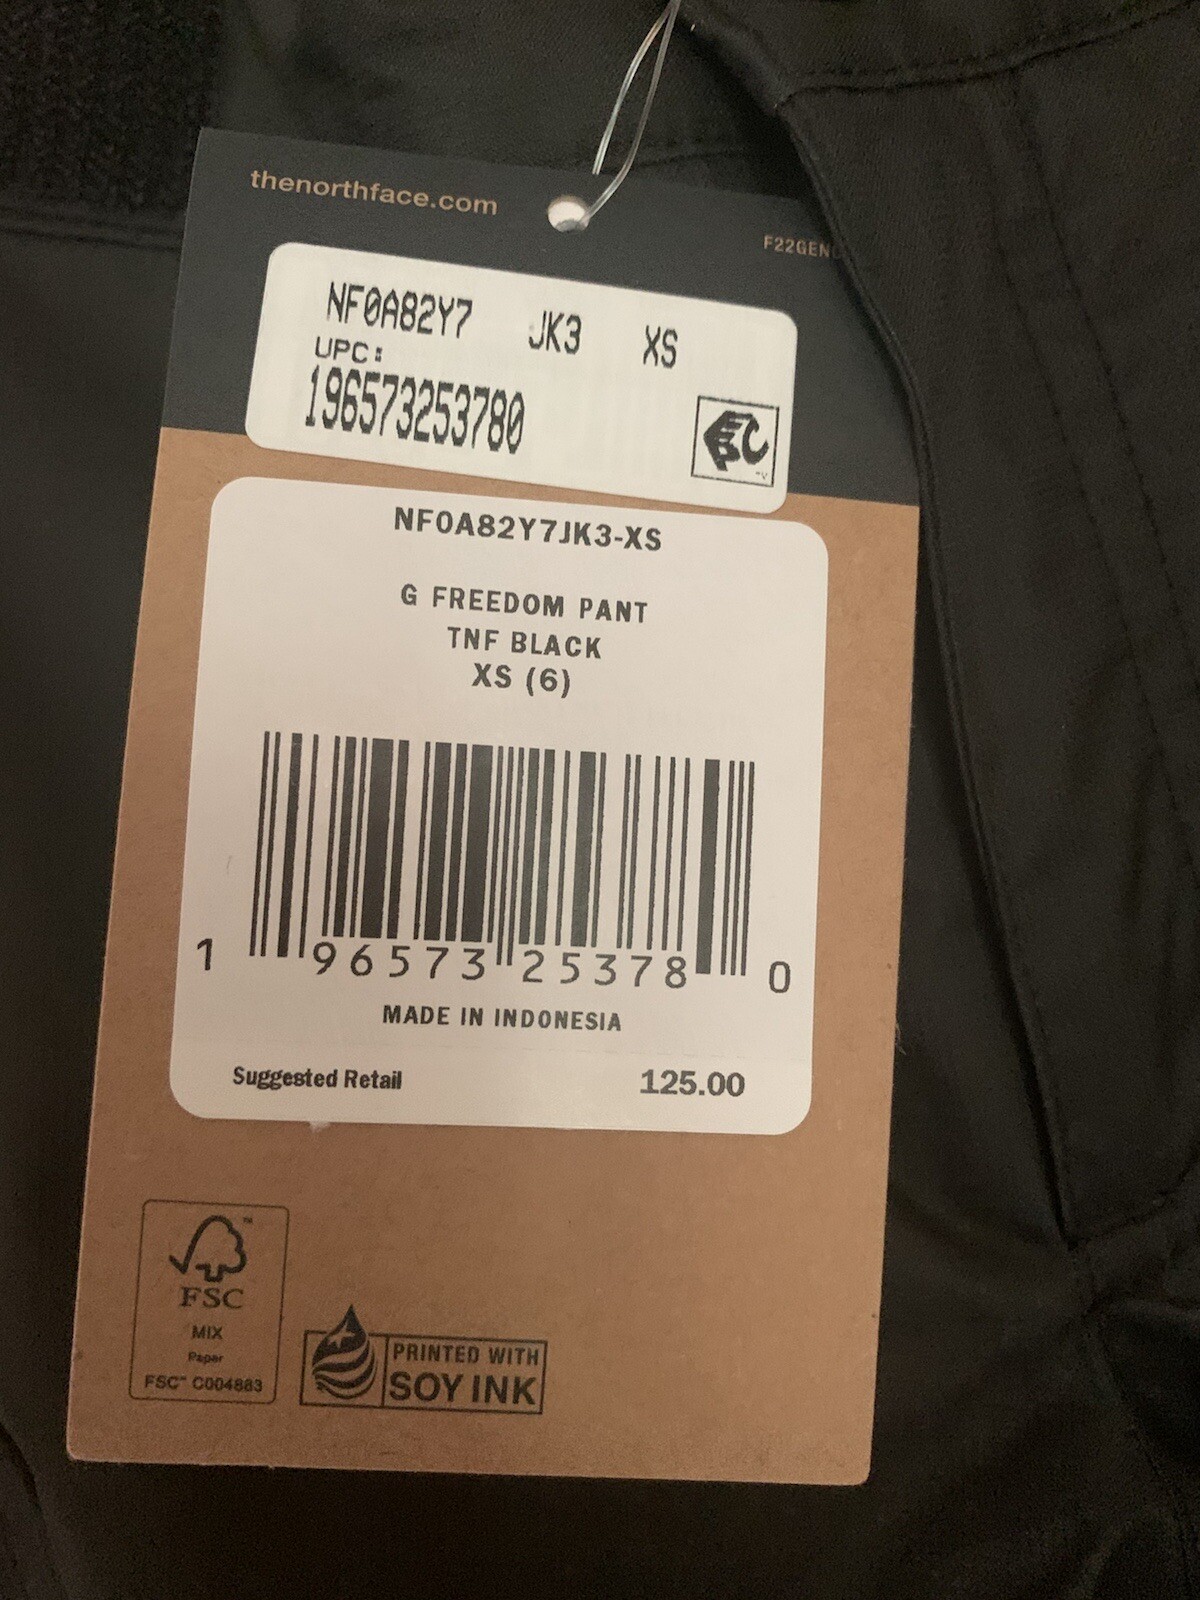 thenorthface.com
F22GEN
NF0A82Y7 JK3 XS
UPC:
196573253780
NF0A82Y7JK3-XS
G FREEDOM PANT
TNF BLACK
XS (6)
1 96573 25378 0
MADE IN INDONESIA
Suggested Retail 125.00
FSC
MIX
Paper
FSC™ C004883
PRINTED WITH
SOY INK